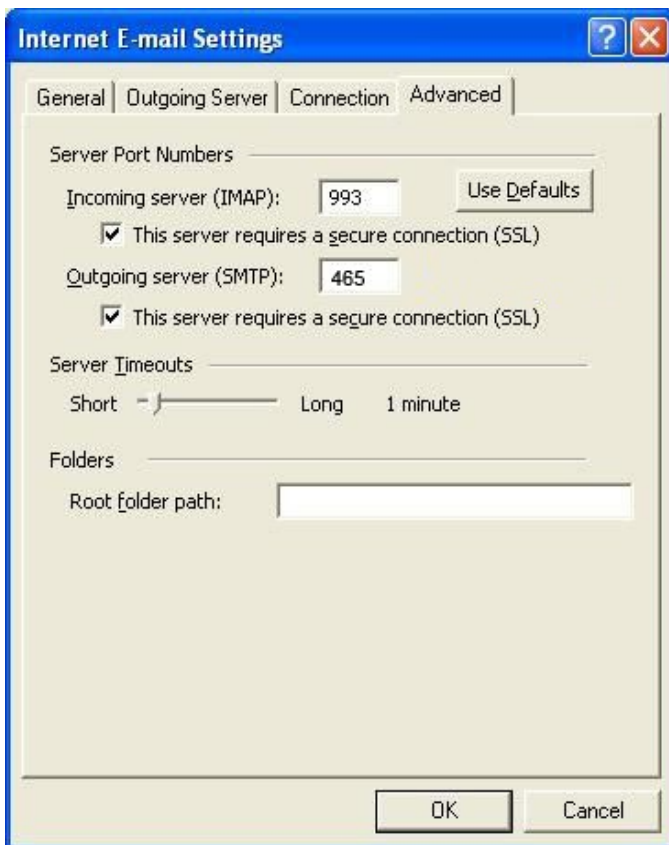 Internet E-mail Settings
?
General Outgoing Server Connection Advanced
Server Port Numbers
Incoming server (IMAP): 993 Use Defaults
This server requires a secure connection (SSL)
Outgoing server (SMTP): 465
This server requires a secure connection (SSL)
Server Timeouts
Short Long 1 minute
Folders
Root folder path:
OK Cancel